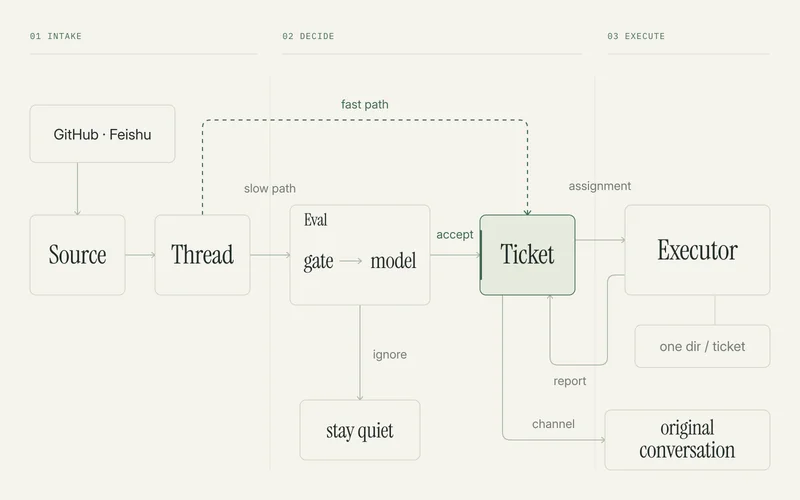 01 INTAKE
02 DECIDE
03 EXECUTE
fast path
GitHub · Feishu
slow path
assignment
Source
Thread
Eval
gate
model
accept
Ticket
Executor
ignore
one dir / ticket
report
stay quiet
channel
original
conversation